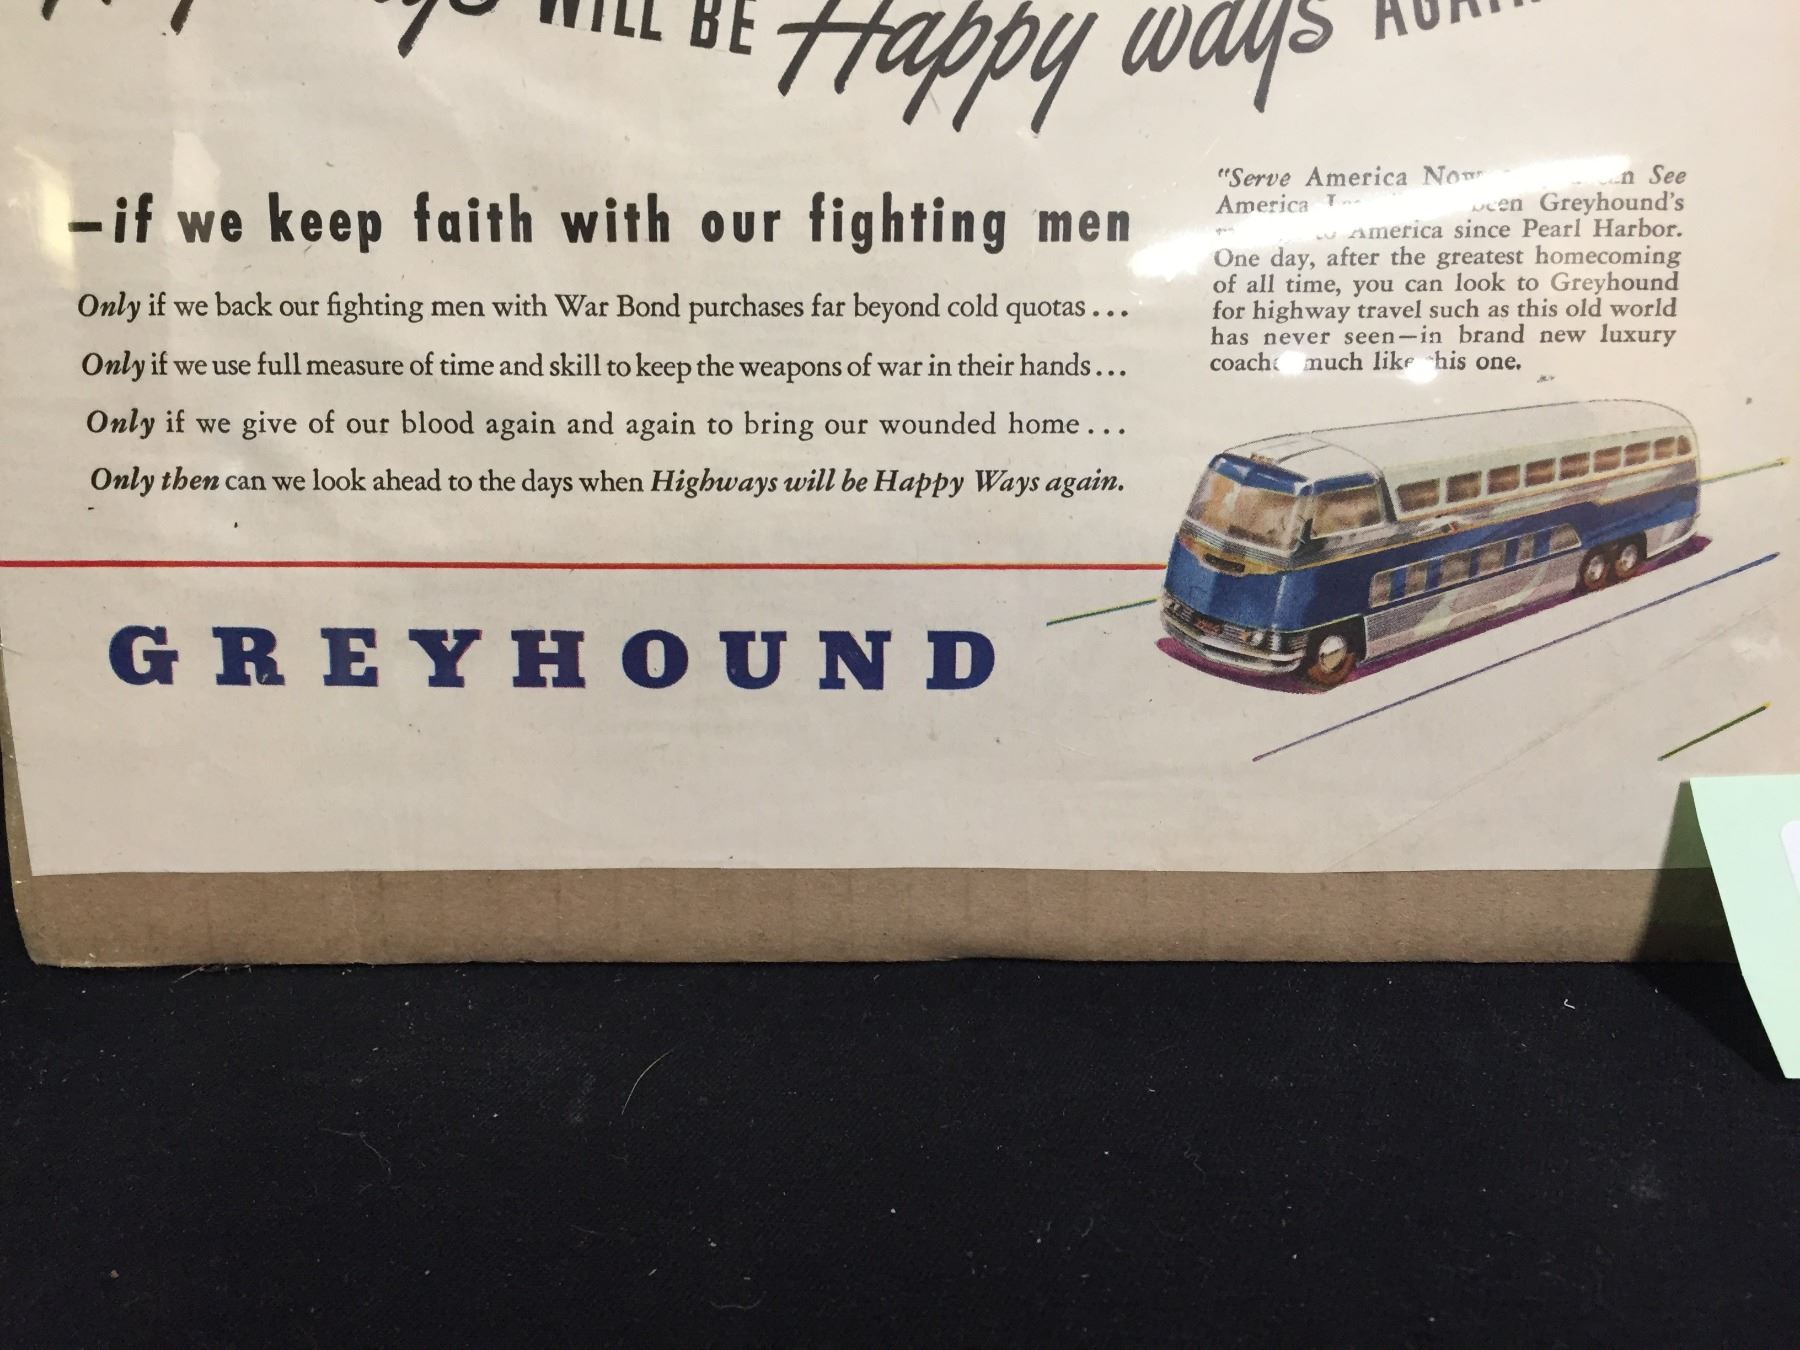 WILL BE Happy ways
—if we keep faith with our fighting men
Only if we back our fighting men with War Bond purchases far beyond cold quotas...
Only if we use full measure of time and skill to keep the weapons of war in their hands...
Only if we give of our blood again and again to bring our wounded home...
Only then can we look ahead to the days when Highways will be Happy Ways again.
"Serve America Now See
America Greyhound's
America since Pearl Harbor.
One day, after the greatest homecoming
of all time, you can look to Greyhound
for highway travel such as this old world
has never seen—in brand new luxury
much like this one.
GREYHOUND